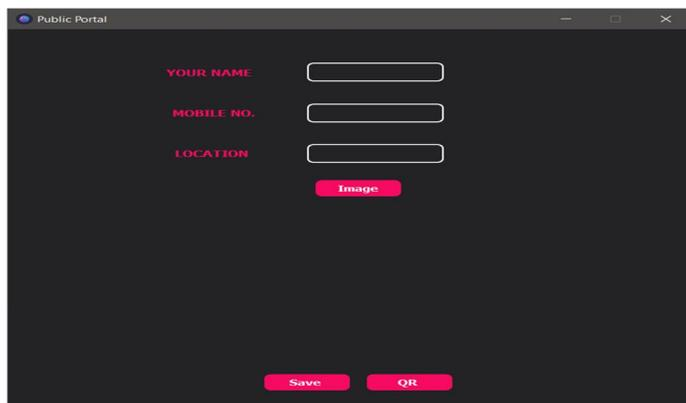 Public Portal
YOUR NAME
MOBILE NO.
LOCATION
Image
Save QR